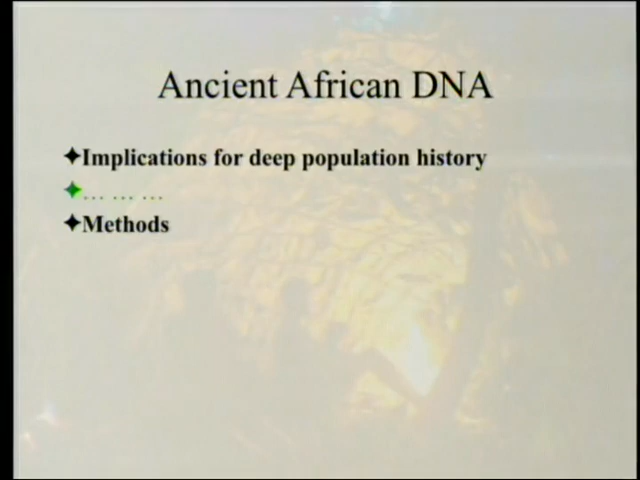 Ancient African DNA
✦Implications for deep population history
✦... ... ...
✦Methods